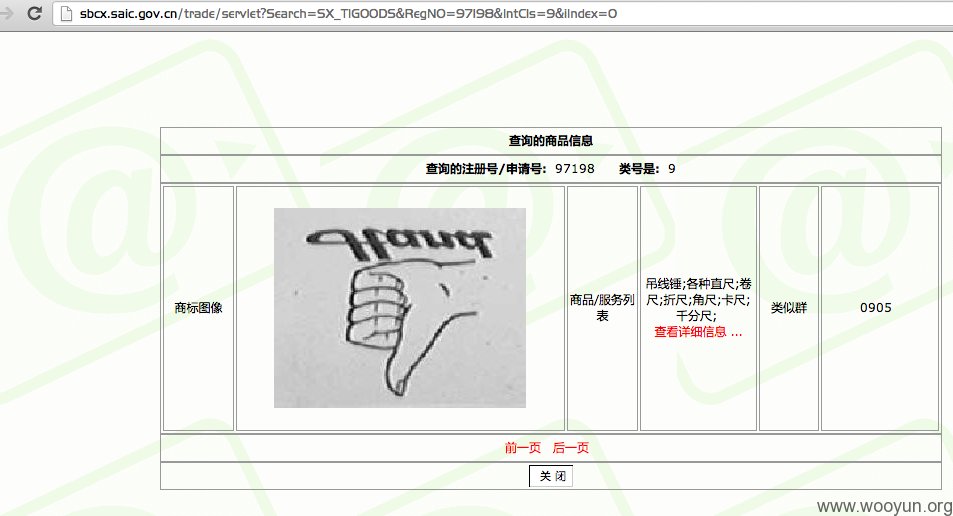 sbcx.saic.gov.cn/trade/servlet?Search=SX_TIGOODS&RegNO=97198&IntCls=9&iIndex=0
查询的商品信息
查询的注册号/申请号: 97198 类号是: 9
商标图像
Hand
商品/服务列
表
吊线锤;各种直尺;卷
尺;折尺;角尺;卡尺;
千分尺;
查看详细信息 ...
类似群
0905
前一页 后一页
关 闭
www.wooyun.org